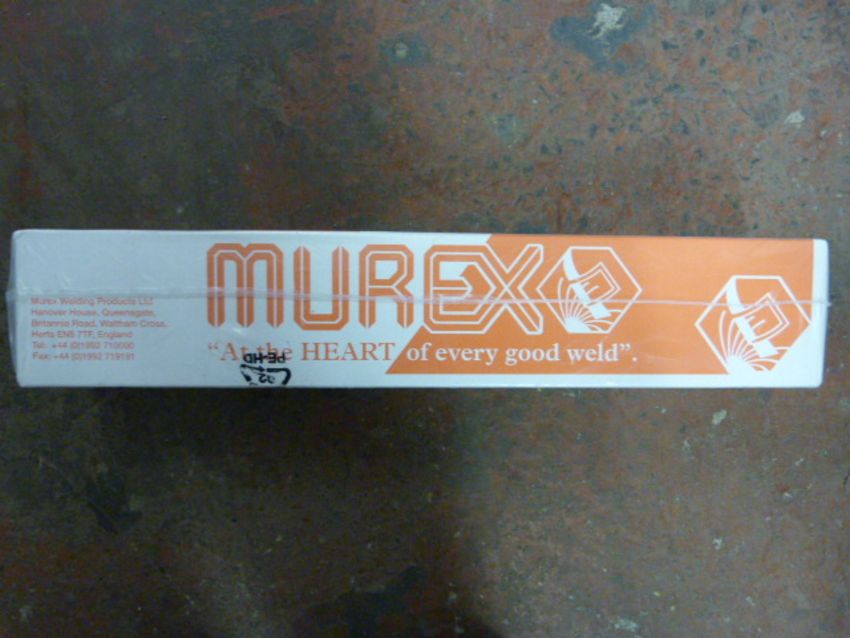 MUREX
"At the HEART of every good weld".
Murex Welding Products Ltd
Hanover House, Queensgate,
Britannia Road, Waltham Cross,
Herts EN8 7TF, England
Tel: +44 (0)1992 710000
Fax: +44 (0)1992 719191
02
PE-HD